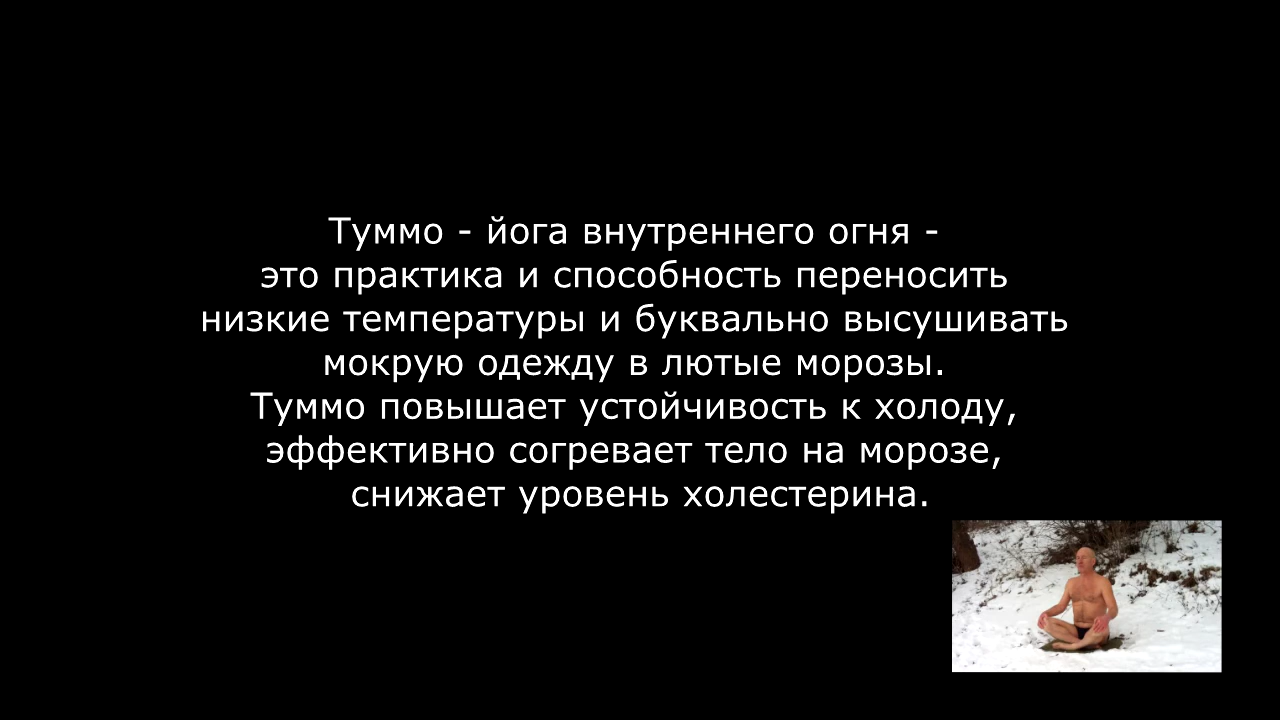 Туммо - йога внутреннего огня -
это практика и способность переносить
низкие температуры и буквально высушивать
мокрую одежду в лютые морозы.
Туммо повышает устойчивость к холоду,
эффективно согревает тело на морозе,
снижает уровень холестерина.